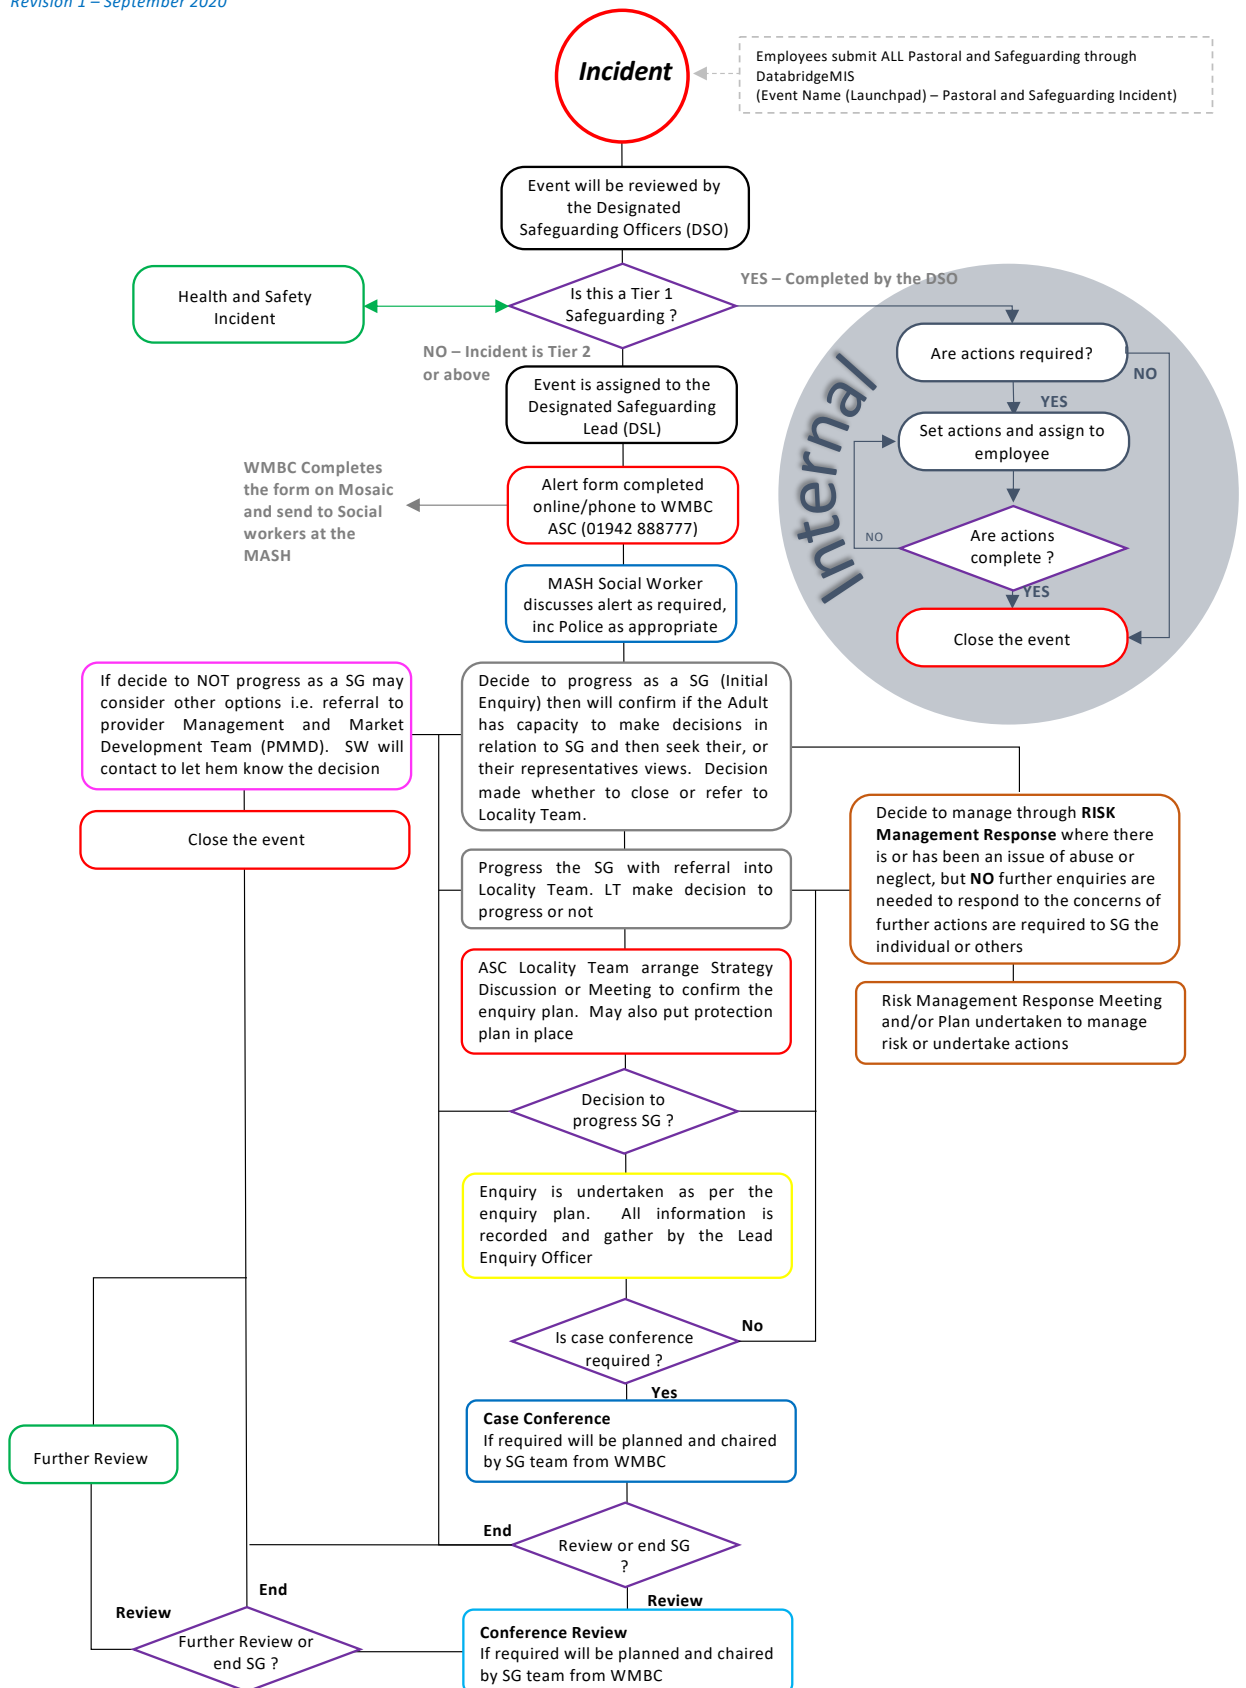 Revision 1 – September 2020
Incident
Employees submit ALL Pastoral and Safeguarding through
DatabridgeMIS
(Event Name (Launchpad) – Pastoral and Safeguarding Incident)
Event will be reviewed by
the Designated
Safeguarding Officers (DSO)
YES – Completed by the DSO
Health and Safety
Incident
Is this a Tier 1
Safeguarding ?
NO – Incident is Tier 2
or above
Are actions required?
NO
YES
Internal
Event is assigned to the
Designated Safeguarding
Lead (DSL)
Set actions and assign to
employee
WMBC Completes
the form on Mosaic
and send to Social
workers at the
MASH
Alert form completed
online/phone to WMBC
ASC (01942 888777)
NO
Are actions
complete ?
YES
MASH Social Worker
discusses alert as required,
inc Police as appropriate
Close the event
If decide to NOT progress as a SG may
consider other options i.e. referral to
provider Management and Market
Development Team (PMMD). SW will
contact to let hem know the decision
Decide to progress as a SG (Initial
Enquiry) then will confirm if the Adult
has capacity to make decisions in
relation to SG and then seek their, or
their representatives views. Decision
made whether to close or refer to
Locality Team.
Close the event
Decide to manage through RISK
Management Response where there
is or has been an issue of abuse or
neglect, but NO further enquiries are
needed to respond to the concerns of
further actions are required to SG the
individual or others
Progress the SG with referral into
Locality Team. LT make decision to
progress or not
ASC Locality Team arrange Strategy
Discussion or Meeting to confirm the
enquiry plan. May also put protection
plan in place
Risk Management Response Meeting
and/or Plan undertaken to manage
risk or undertake actions
Decision to
progress SG ?
Enquiry is undertaken as per the
enquiry plan. All information is
recorded and gather by the Lead
Enquiry Officer
No
Is case conference
required ?
Yes
Case Conference
If required will be planned and chaired
by SG team from WMBC
Further Review
End
Review or end SG
?
End
Review
Review
Further Review or
end SG ?
Conference Review
If required will be planned and chaired
by SG team from WMBC